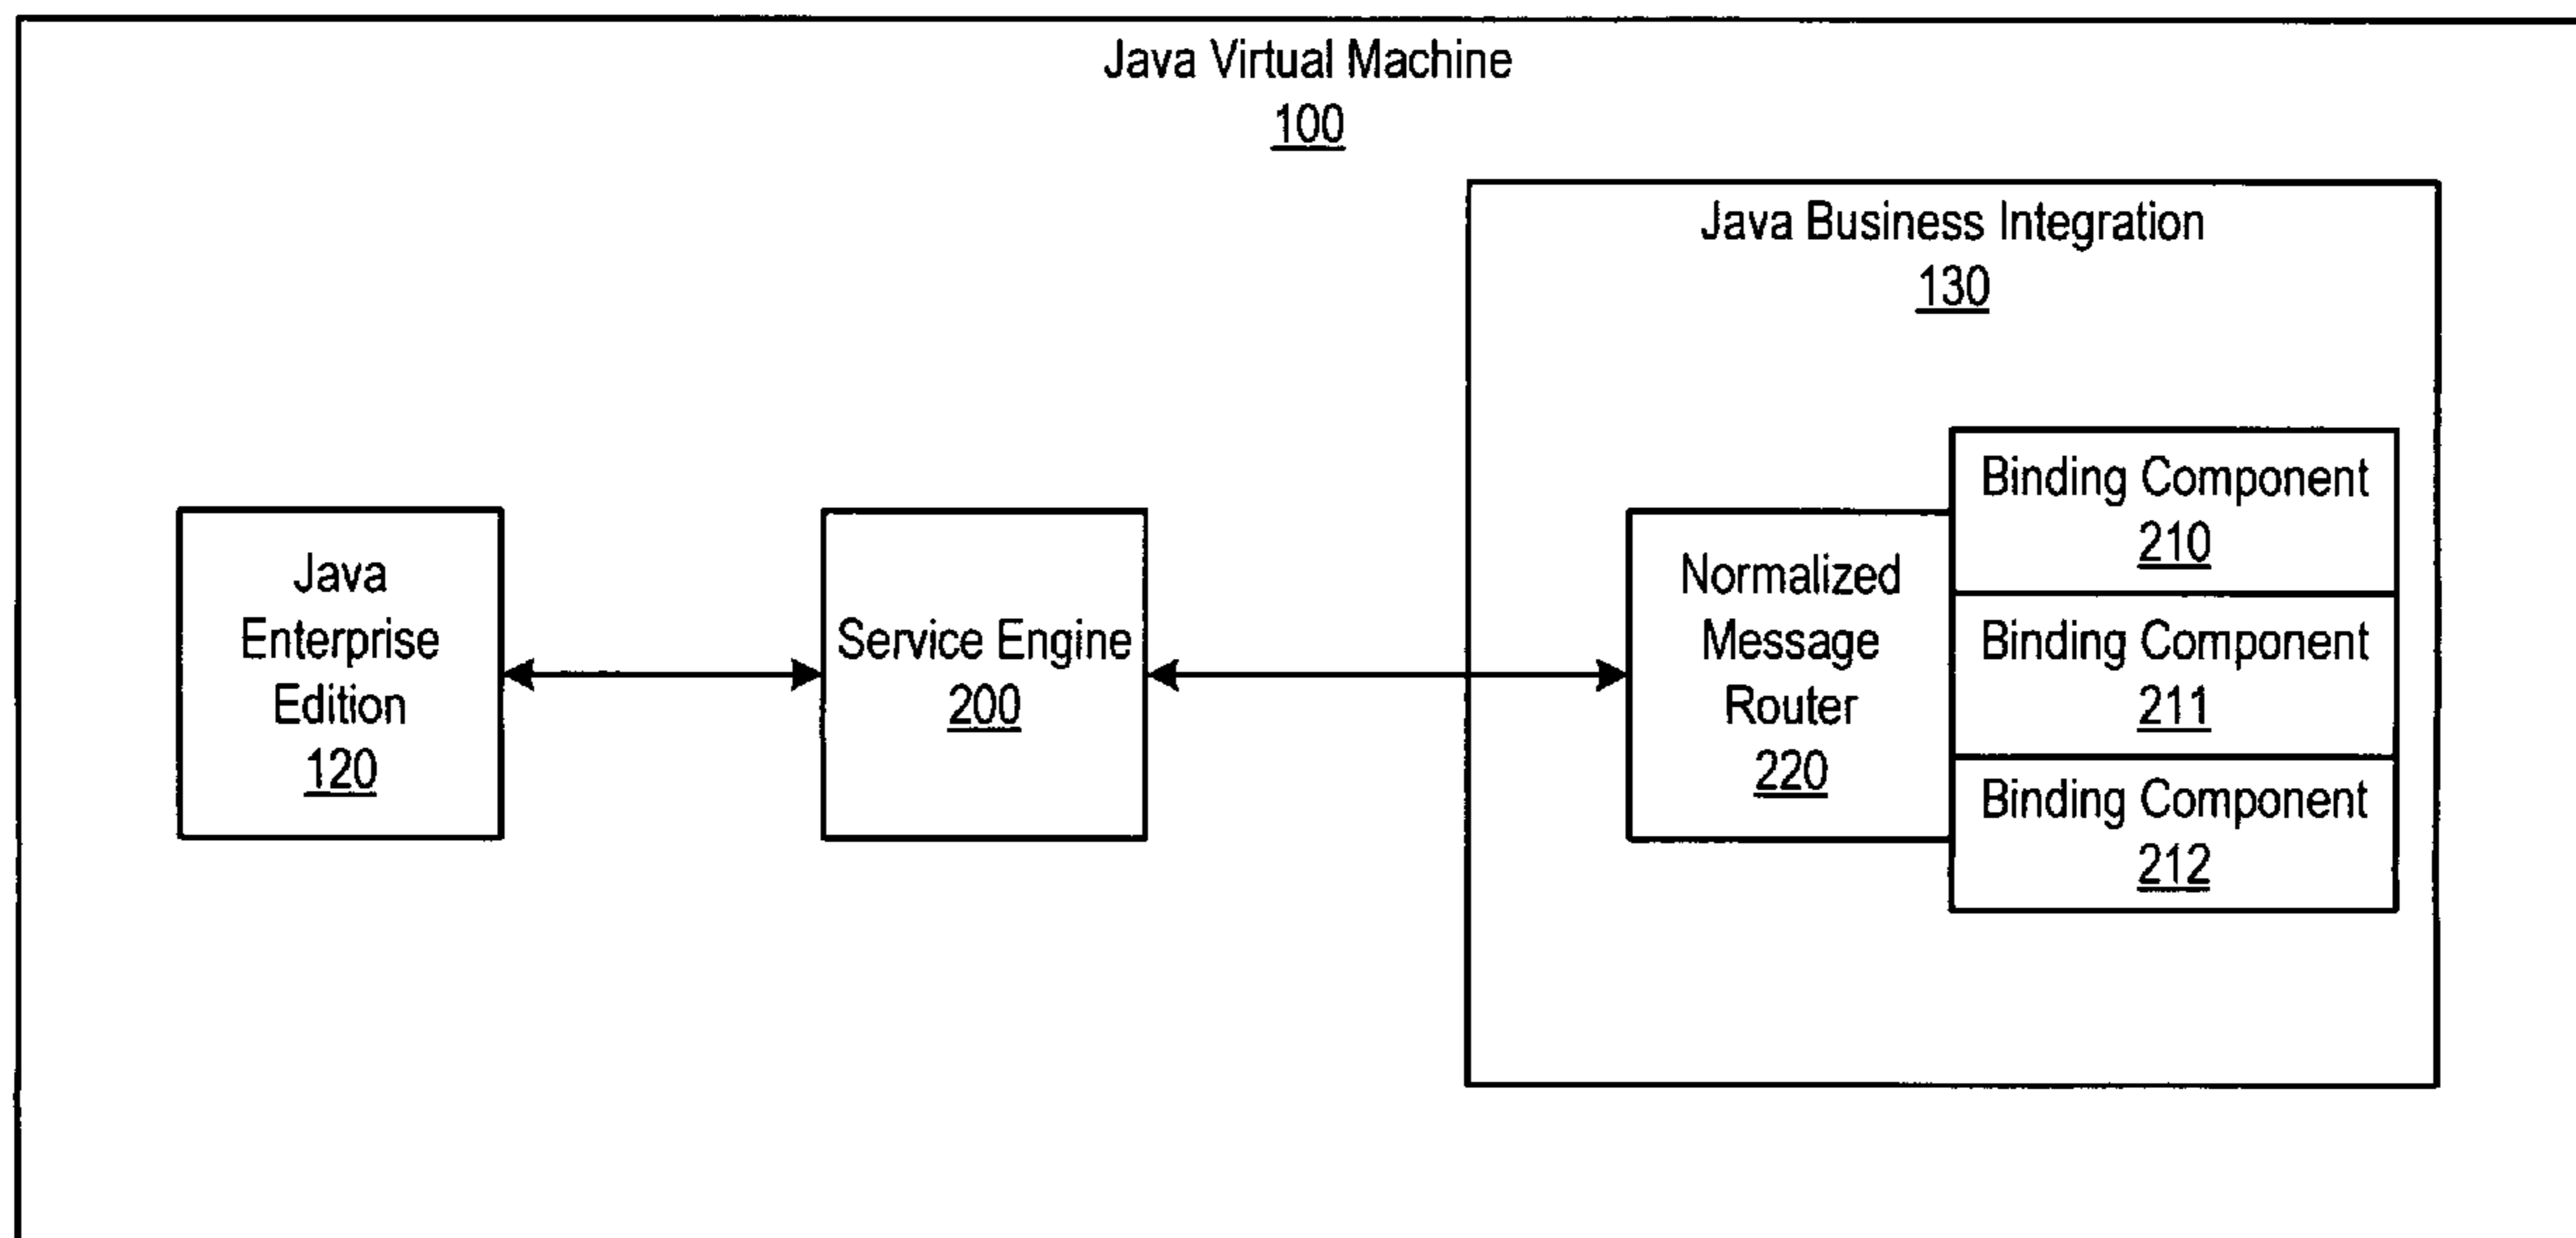 Java Virtual Machine
100
Java Business Integration
130
Java
Enterprise
Edition
120
Service Engine
200
Normalized
Message
Router
220
Binding Component
210
Binding Component
211
Binding Component
212